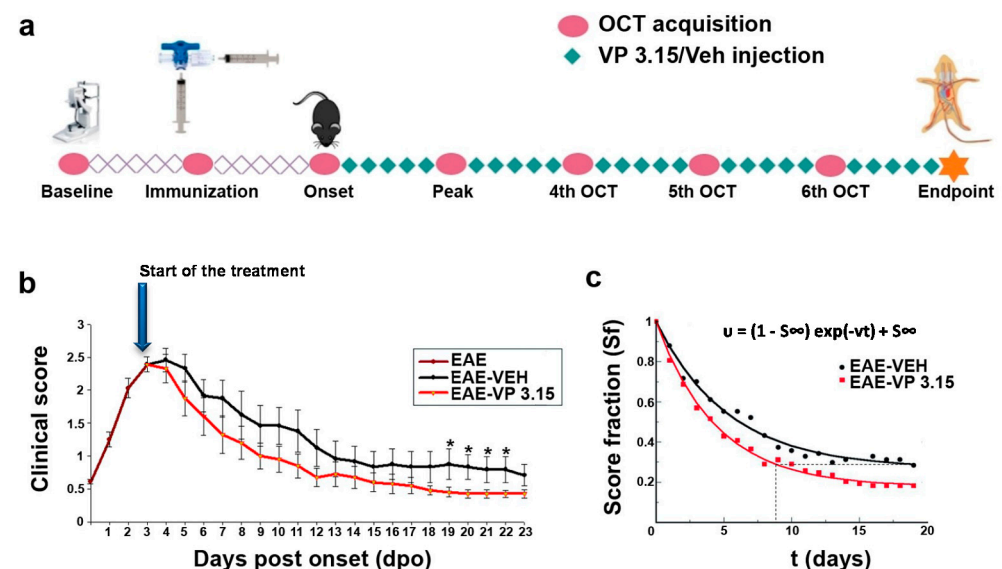 a
OCT acquisition
VP 3.15/Veh injection
Baseline Immunization Onset Peak 4th OCT 5th OCT 6th OCT Endpoint
b
Start of the treatment
Clinical score
3
2.5
2
1.5
1
0.5
0
EAE
EAE-VEH
EAE-VP 3.15
* * * *
1 2 3 4 5 6 7 8 9 10 11 12 13 14 15 16 17 18 19 20 21 22 23
Days post onset (dpo)
c
Score fraction (Sf)
1
0.8
0.6
0.4
0.2
υ = (1 - S∞) exp(-vt) + S∞
EAE-VEH
EAE-VP 3.15
0 5 10 15 20
t (days)